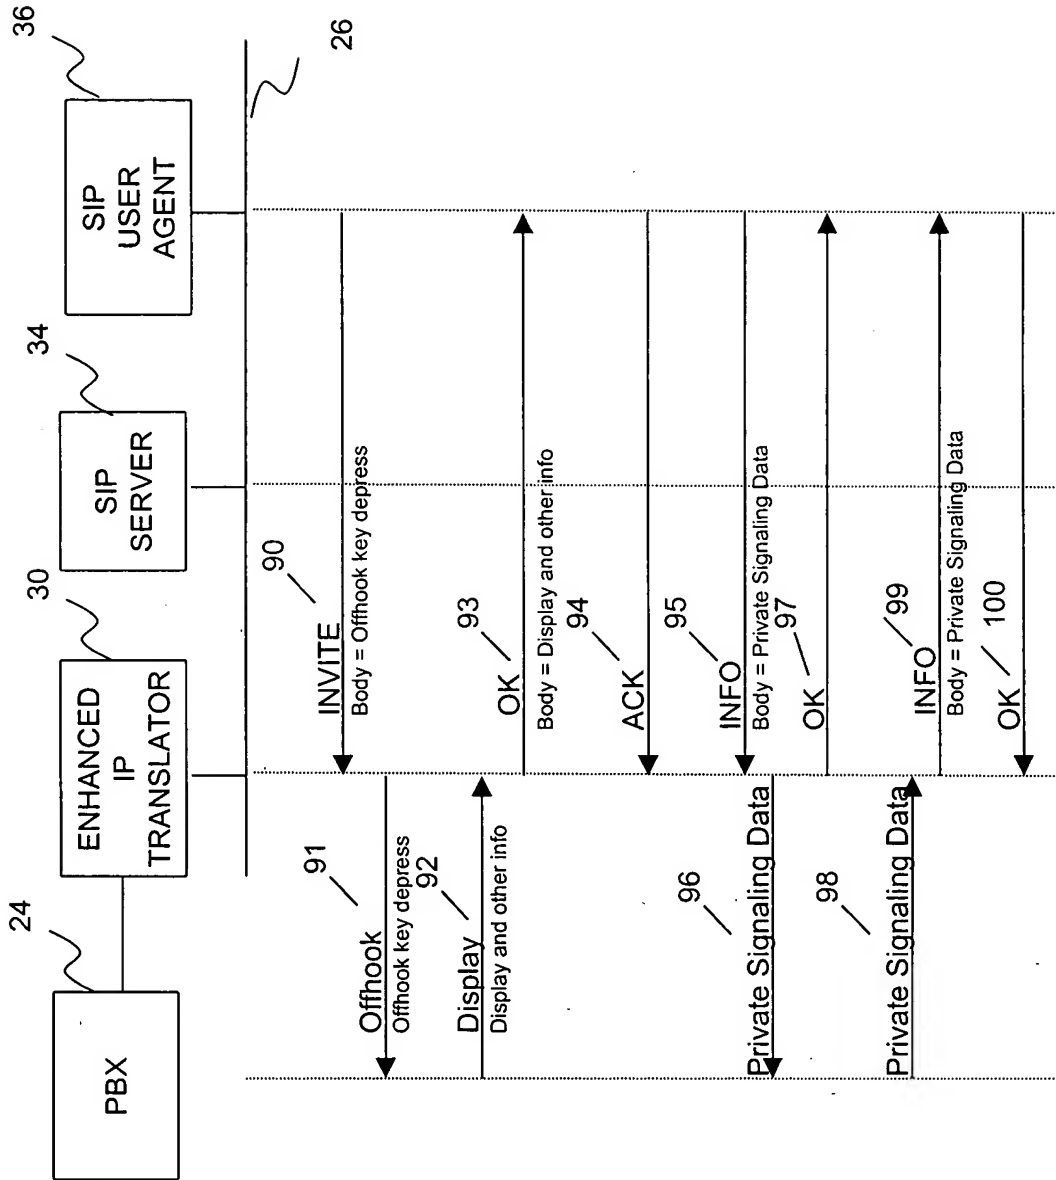 24
PBX
30
ENHANCED
IP
TRANSLATOR
34
SIP
SERVER
36
SIP
USER
AGENT
26
90
INVITE
Body = Offhook key depress
91
Offhook
Offhook key depress
92
Display
Display and other info
93
OK
Body = Display and other info
94
ACK
95
INFO
Body = Private Signaling Data
96
Private Signaling Data
97
OK
98
Private Signaling Data
99
INFO
Body = Private Signaling Data
100
OK